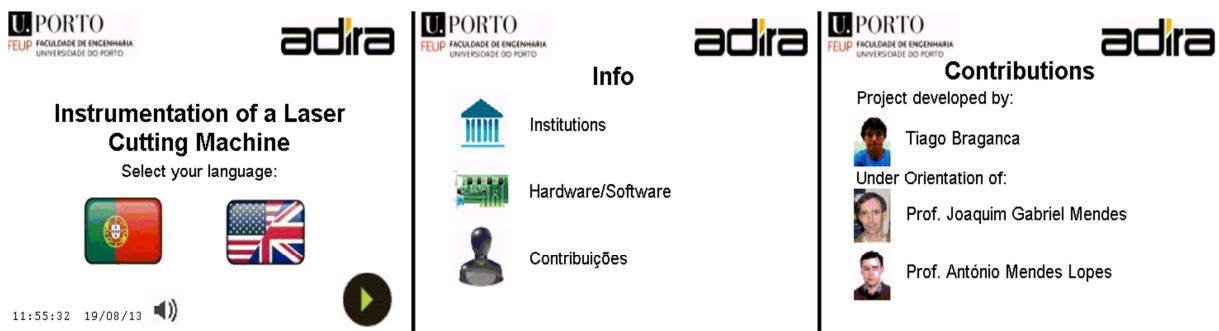 U. PORTO
FEUP FACULDADE DE ENGENHARIA
UNIVERSIDADE DO PORTO
adira
Instrumentation of a Laser
Cutting Machine
Select your language:
11:55:32 19/08/13
U. PORTO
FEUP FACULDADE DE ENGENHARIA
UNIVERSIDADE DO PORTO
adira
Info
Institutions
Hardware/Software
Contribuições
U. PORTO
FEUP FACULDADE DE ENGENHARIA
UNIVERSIDADE DO PORTO
adira
Contributions
Project developed by:
Tiago Braganca
Under Orientation of:
Prof. Joaquim Gabriel Mendes
Prof. António Mendes Lopes